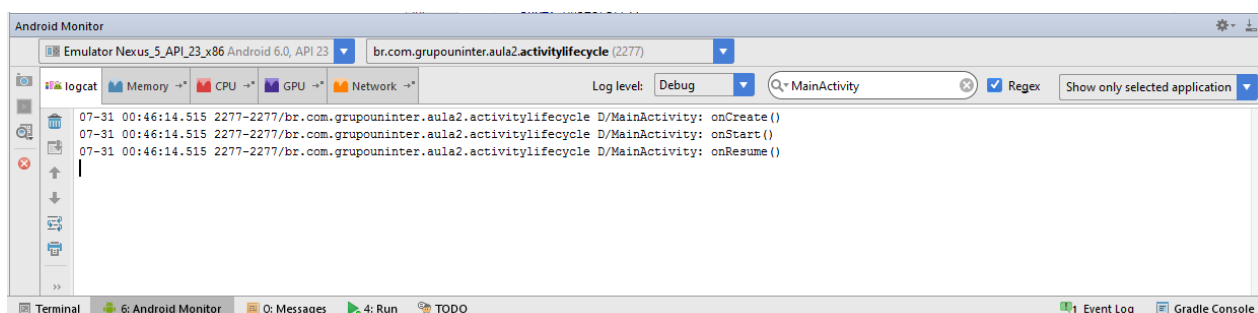 Android Monitor
Emulator Nexus_5_API_23_x86 Android 6.0, API 23 br.com.grupouninter.aula2.activitylifecycle (2277)
logcat Memory CPU GPU Network Log level: Debug MainActivity Regex Show only selected application
07-31 00:46:14.515 2277-2277/br.com.grupouninter.aula2.activitylifecycle D/MainActivity: onCreate()
07-31 00:46:14.515 2277-2277/br.com.grupouninter.aula2.activitylifecycle D/MainActivity: onStart()
07-31 00:46:14.515 2277-2277/br.com.grupouninter.aula2.activitylifecycle D/MainActivity: onResume()
Terminal 6: Android Monitor 0: Messages 4: Run TODO 1 Event Log Gradle Console